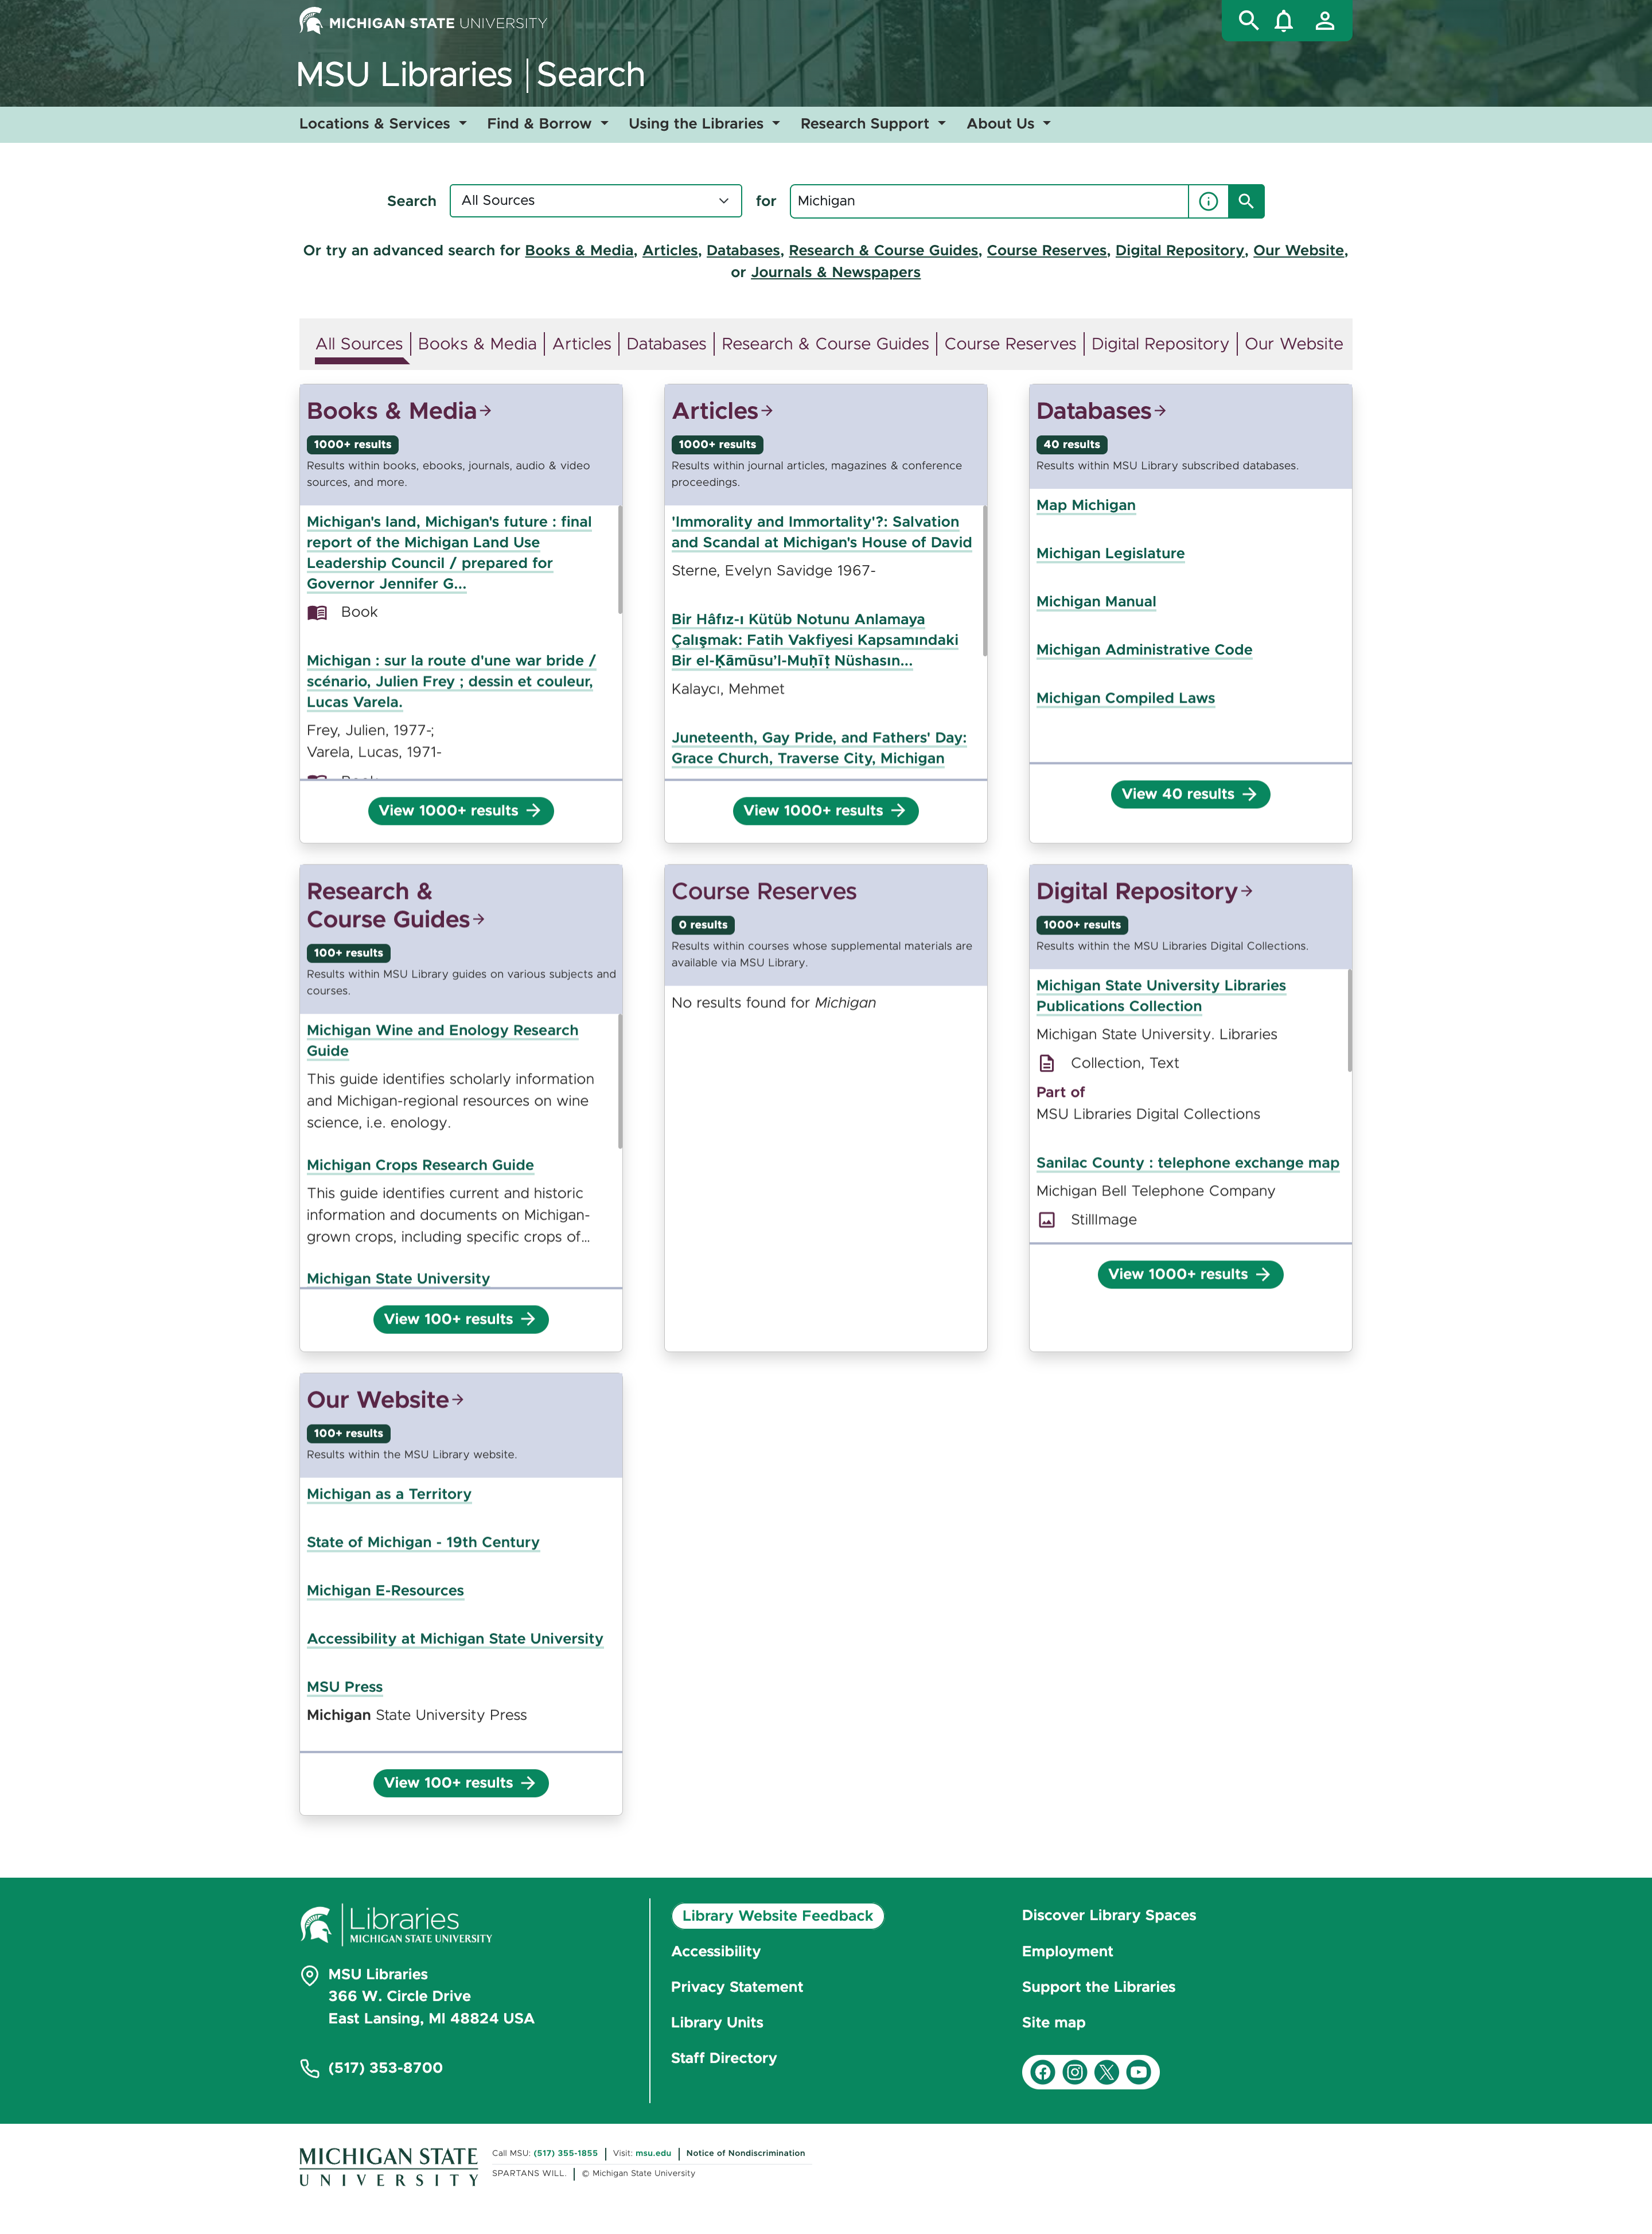 MICHIGAN STATE UNIVERSITY
MSU Libraries | Search
Locations & Services Find & Borrow Using the Libraries Research Support About Us
Search All Sources for Michigan
Or try an advanced search for Books & Media, Articles, Databases, Research & Course Guides, Course Reserves, Digital Repository, Our Website,
or Journals & Newspapers
All Sources Books & Media Articles Databases Research & Course Guides Course Reserves Digital Repository Our Website
Books & Media
1000+ results
Results within books, ebooks, journals, audio & video
sources, and more.
Michigan's land, Michigan's future : final
report of the Michigan Land Use
Leadership Council / prepared for
Governor Jennifer G...
Book
Michigan : sur la route d'une war bride /
scénario, Julien Frey ; dessin et couleur,
Lucas Varela.
Frey, Julien, 1977-;
Varela, Lucas, 1971-
Book
View 1000+ results
Articles
1000+ results
Results within journal articles, magazines & conference
proceedings.
'Immorality and Immortality'?: Salvation
and Scandal at Michigan's House of David
Sterne, Evelyn Savidge 1967-
Bir Hâfız-ı Kütüb Notunu Anlamaya
Çalışmak: Fatih Vakfiyesi Kapsamındaki
Bir el-Ḳāmūsu'l-Muḥīṭ Nüshasın...
Kalaycı, Mehmet
Juneteenth, Gay Pride, and Fathers' Day:
Grace Church, Traverse City, Michigan
View 1000+ results
Databases
40 results
Results within MSU Library subscribed databases.
Map Michigan
Michigan Legislature
Michigan Manual
Michigan Administrative Code
Michigan Compiled Laws
View 40 results
Research &
Course Guides
100+ results
Results within MSU Library guides on various subjects and
courses.
Michigan Wine and Enology Research
Guide
This guide identifies scholarly information
and Michigan-regional resources on wine
science, i.e. enology.
Michigan Crops Research Guide
This guide identifies current and historic
information and documents on Michigan-
grown crops, including specific crops of...
Michigan State University
View 100+ results
Course Reserves
0 results
Results within courses whose supplemental materials are
available via MSU Library.
No results found for Michigan
Digital Repository
1000+ results
Results within the MSU Libraries Digital Collections.
Michigan State University Libraries
Publications Collection
Michigan State University. Libraries
Collection, Text
Part of
MSU Libraries Digital Collections
Sanilac County : telephone exchange map
Michigan Bell Telephone Company
StillImage
View 1000+ results
Our Website
100+ results
Results within the MSU Library website.
Michigan as a Territory
State of Michigan - 19th Century
Michigan E-Resources
Accessibility at Michigan State University
MSU Press
Michigan State University Press
View 100+ results
Libraries
MICHIGAN STATE UNIVERSITY
MSU Libraries
366 W. Circle Drive
East Lansing, MI 48824 USA
(517) 353-8700
Library Website Feedback
Accessibility
Privacy Statement
Library Units
Staff Directory
Discover Library Spaces
Employment
Support the Libraries
Site map
MICHIGAN STATE
UNIVERSITY
Call MSU: (517) 355-1855 | Visit: msu.edu | Notice of Nondiscrimination
SPARTANS WILL. | © Michigan State University